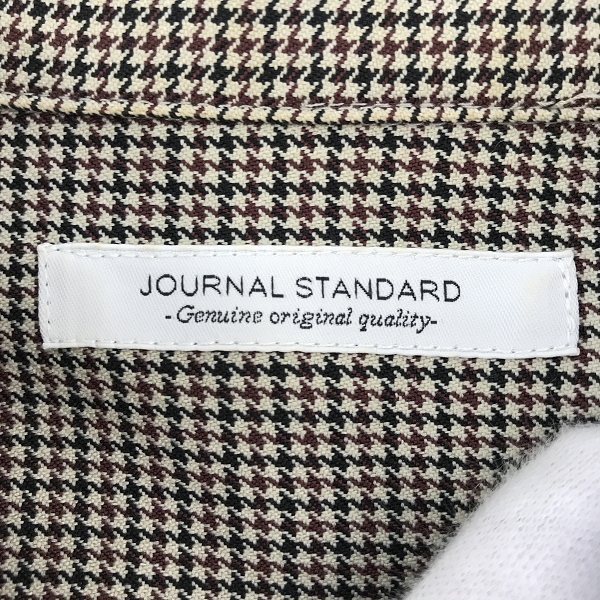 JOURNAL STANDARD
-Genuine original quality-